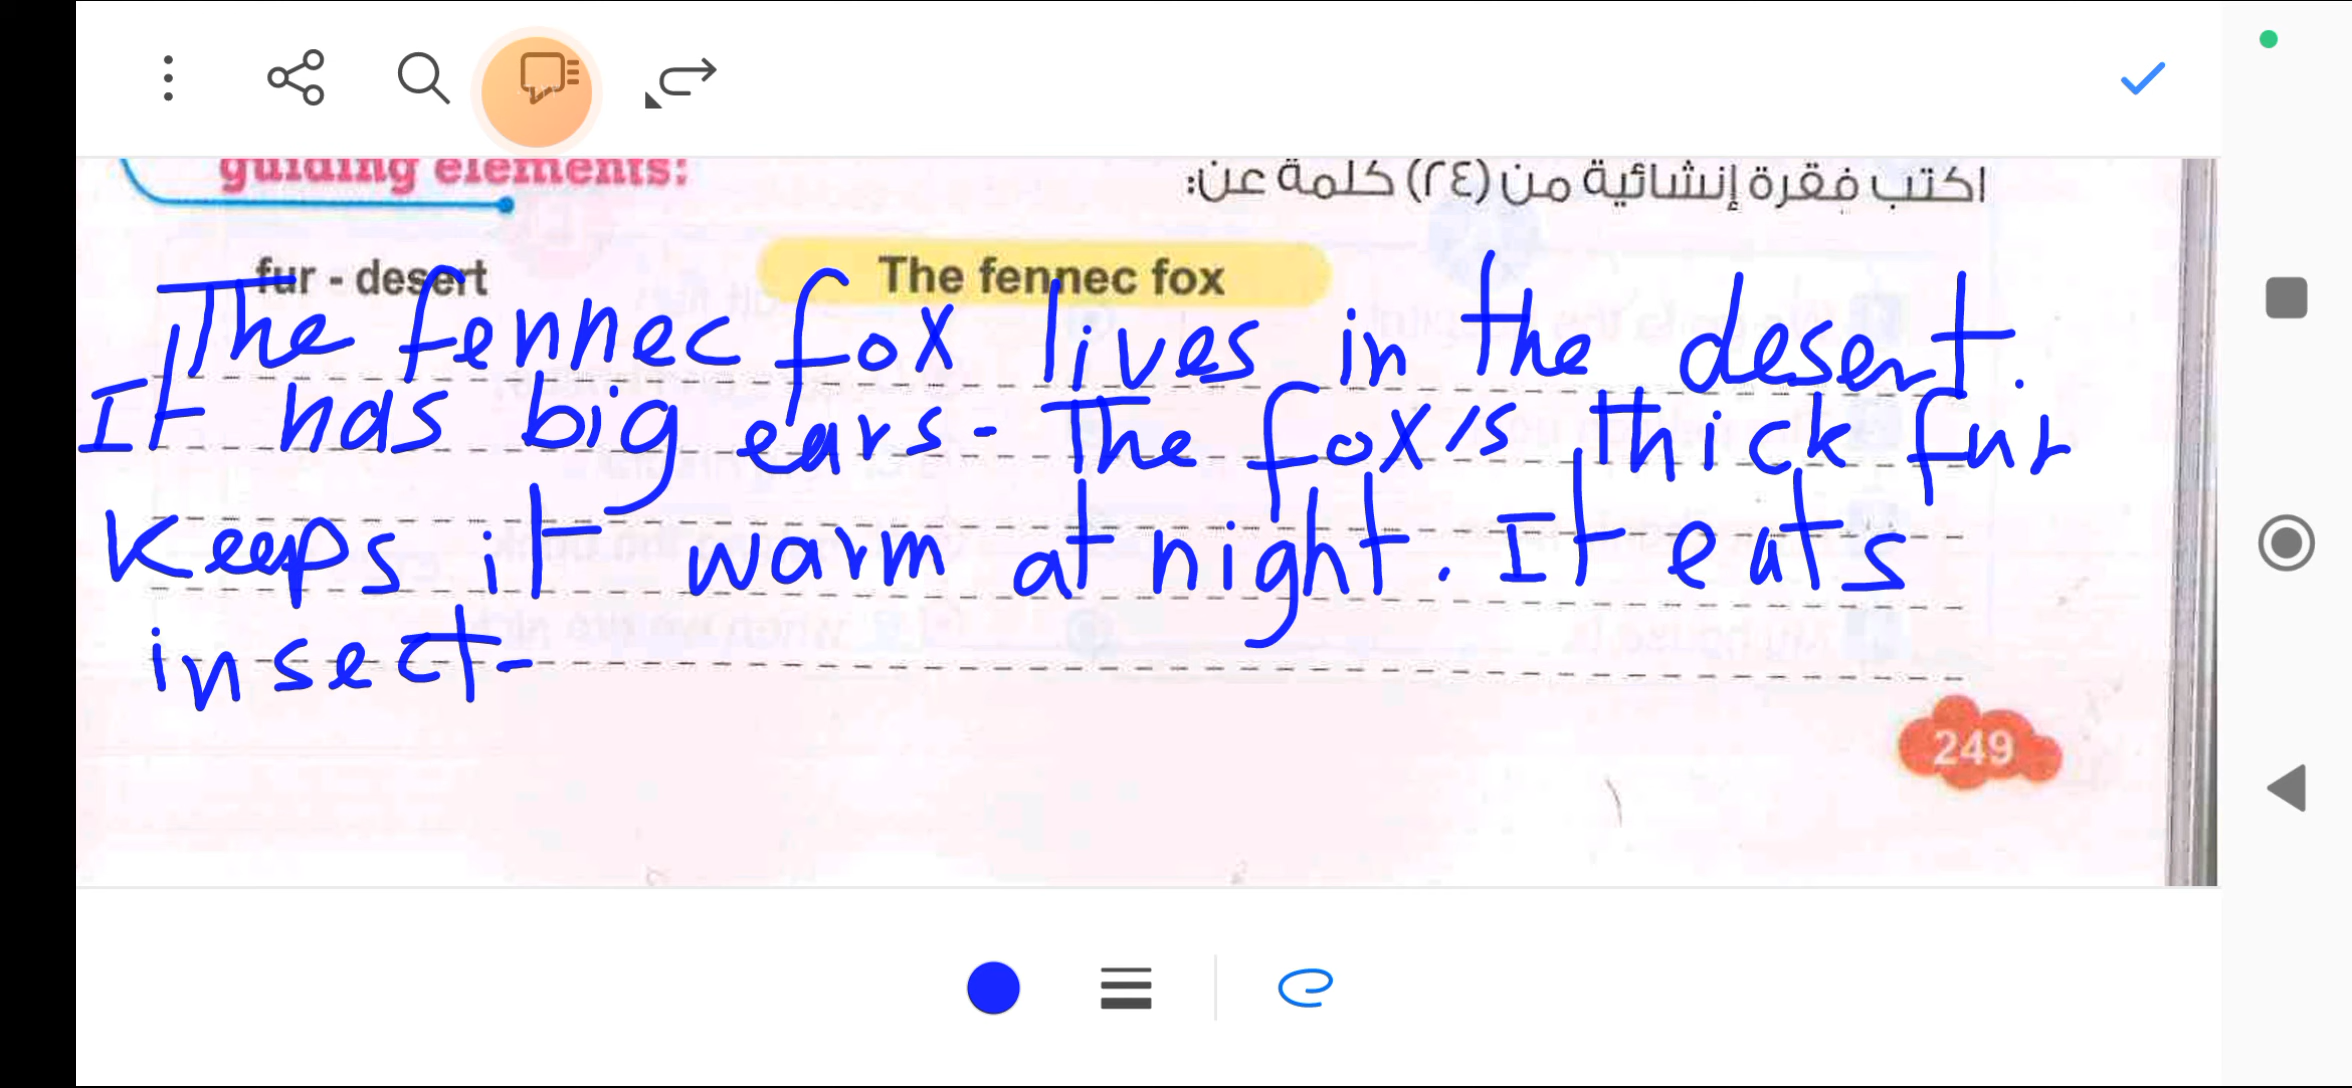 guiding elements:
اكتب فقرة إنشائية من (٢٤) كلمة عن:
fur - desert
The fennec fox
The fennec fox lives in the desert.
It has big ears- The fox's thick fur
keeps it warm at night. It eats
insect-
249